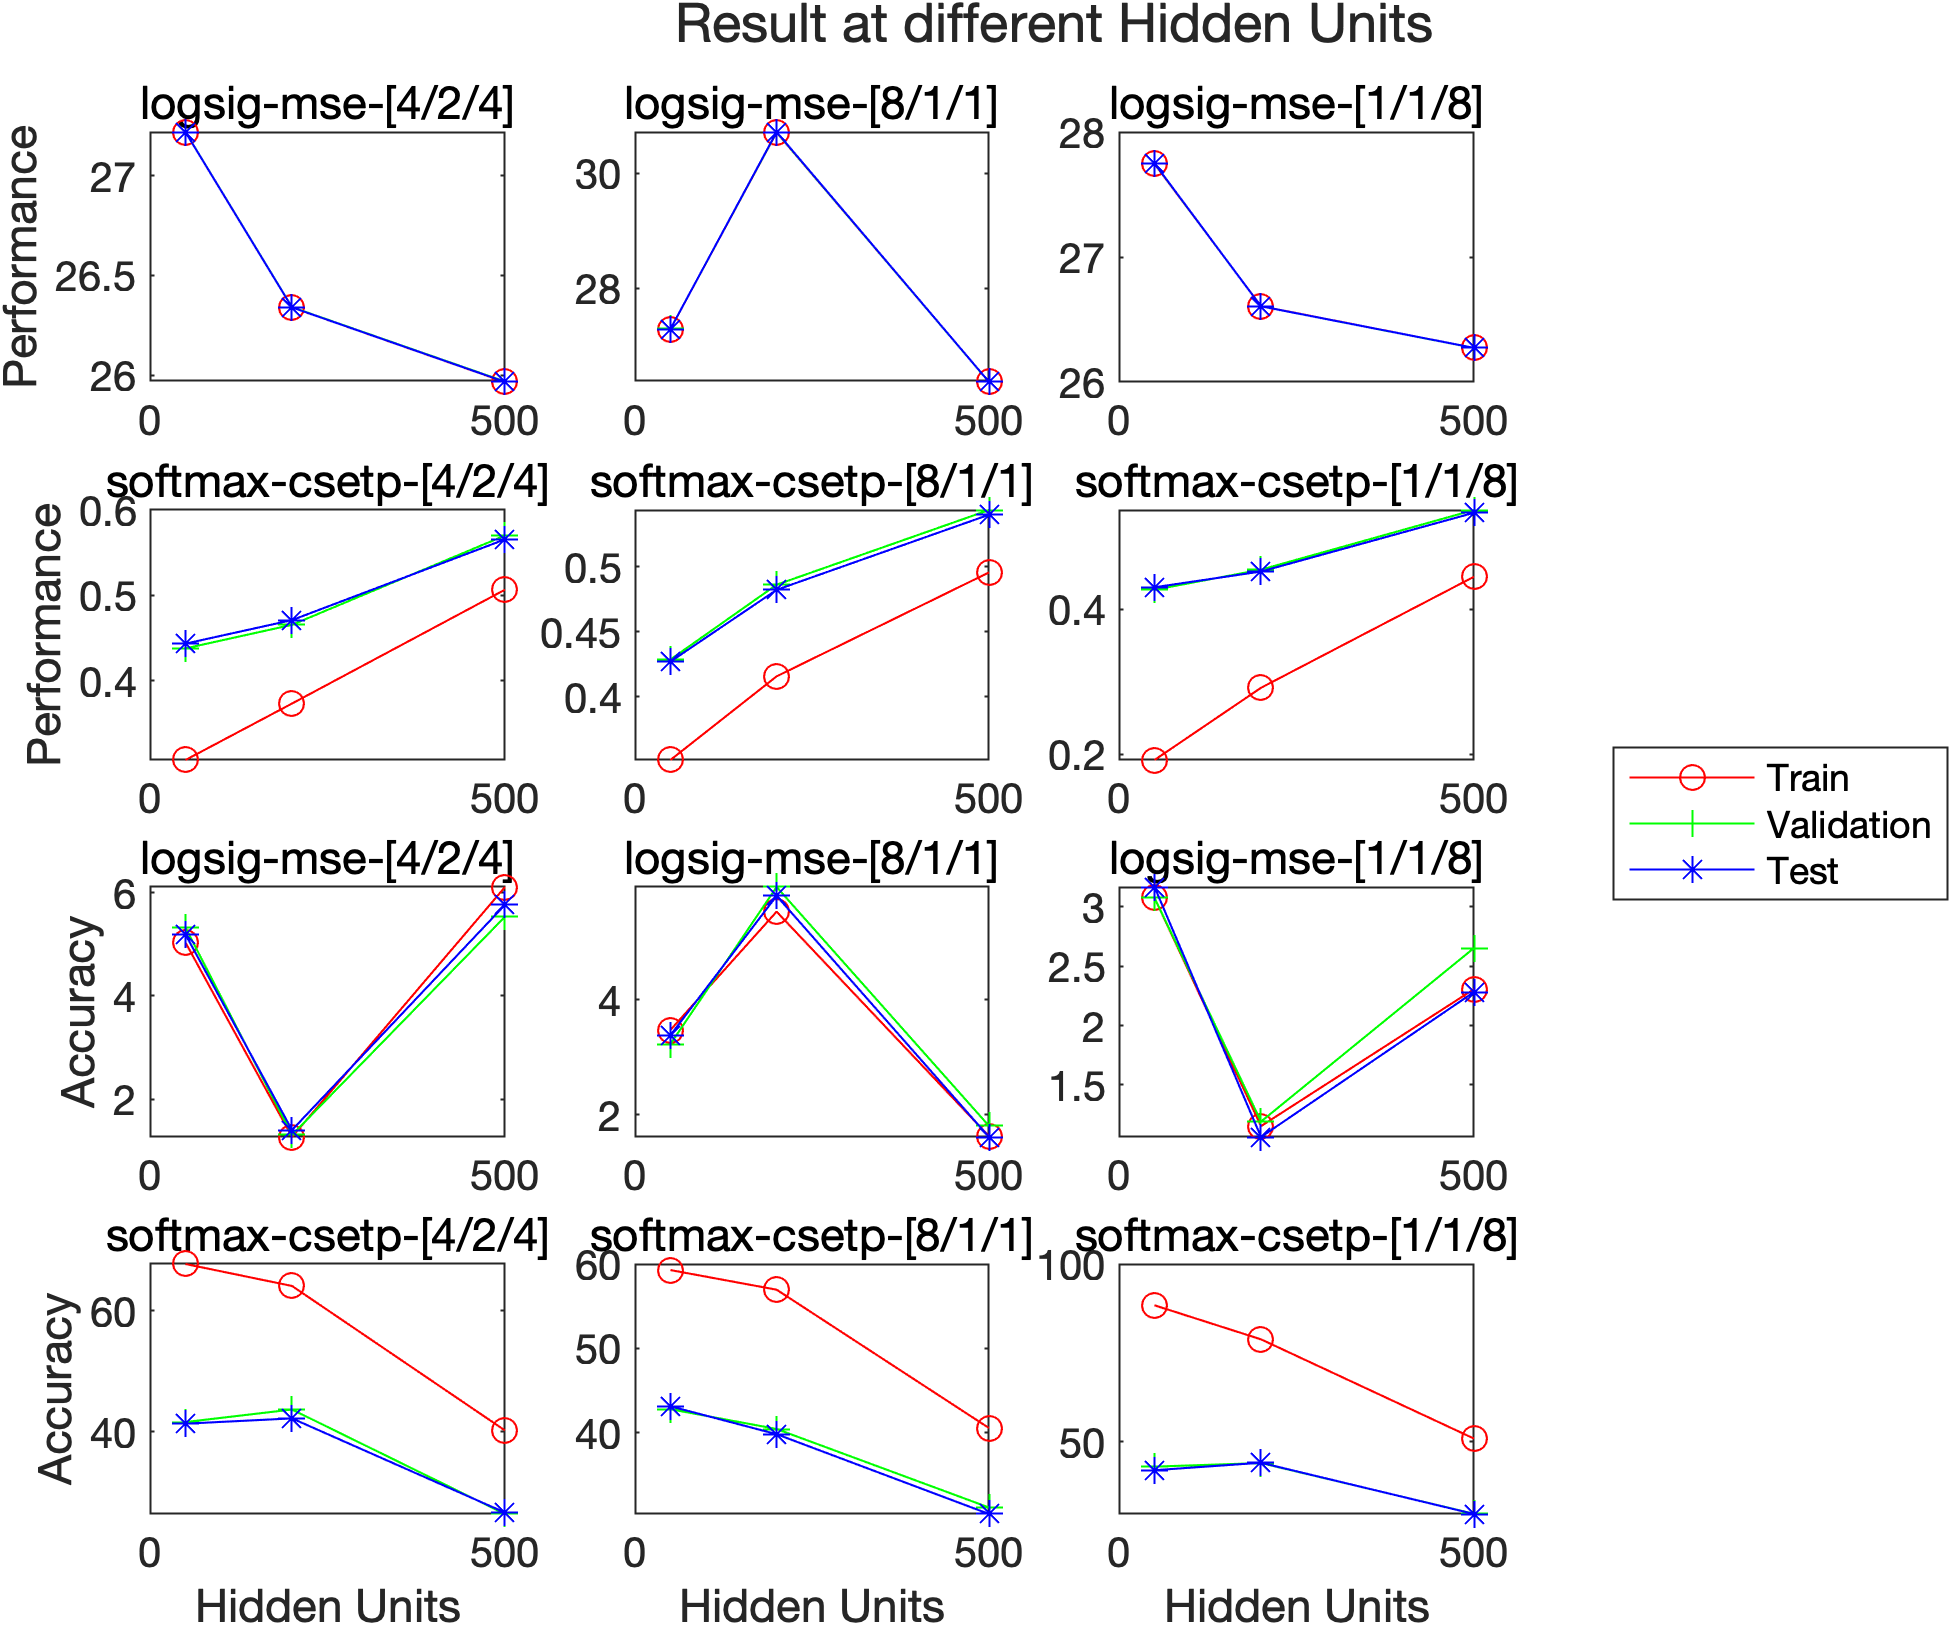 Result at different Hidden Units
logsig-mse-[4/2/4]
Performance
27
26.5
26
0
500
logsig-mse-[8/1/1]
30
28
0
500
logsig-mse-[1/1/8]
28
27
26
0
500
softmax-csetp-[4/2/4]
Performance
0.6
0.5
0.4
0
500
softmax-csetp-[8/1/1]
0.5
0.45
0.4
0
500
softmax-csetp-[1/1/8]
0.4
0.2
0
500
Train
Validation
Test
logsig-mse-[4/2/4]
Accuracy
6
4
2
0
500
logsig-mse-[8/1/1]
4
2
0
500
logsig-mse-[1/1/8]
3
2.5
2
1.5
0
500
softmax-csetp-[4/2/4]
Accuracy
60
40
0
500
Hidden Units
softmax-csetp-[8/1/1]
60
50
40
0
500
Hidden Units
softmax-csetp-[1/1/8]
100
50
0
500
Hidden Units